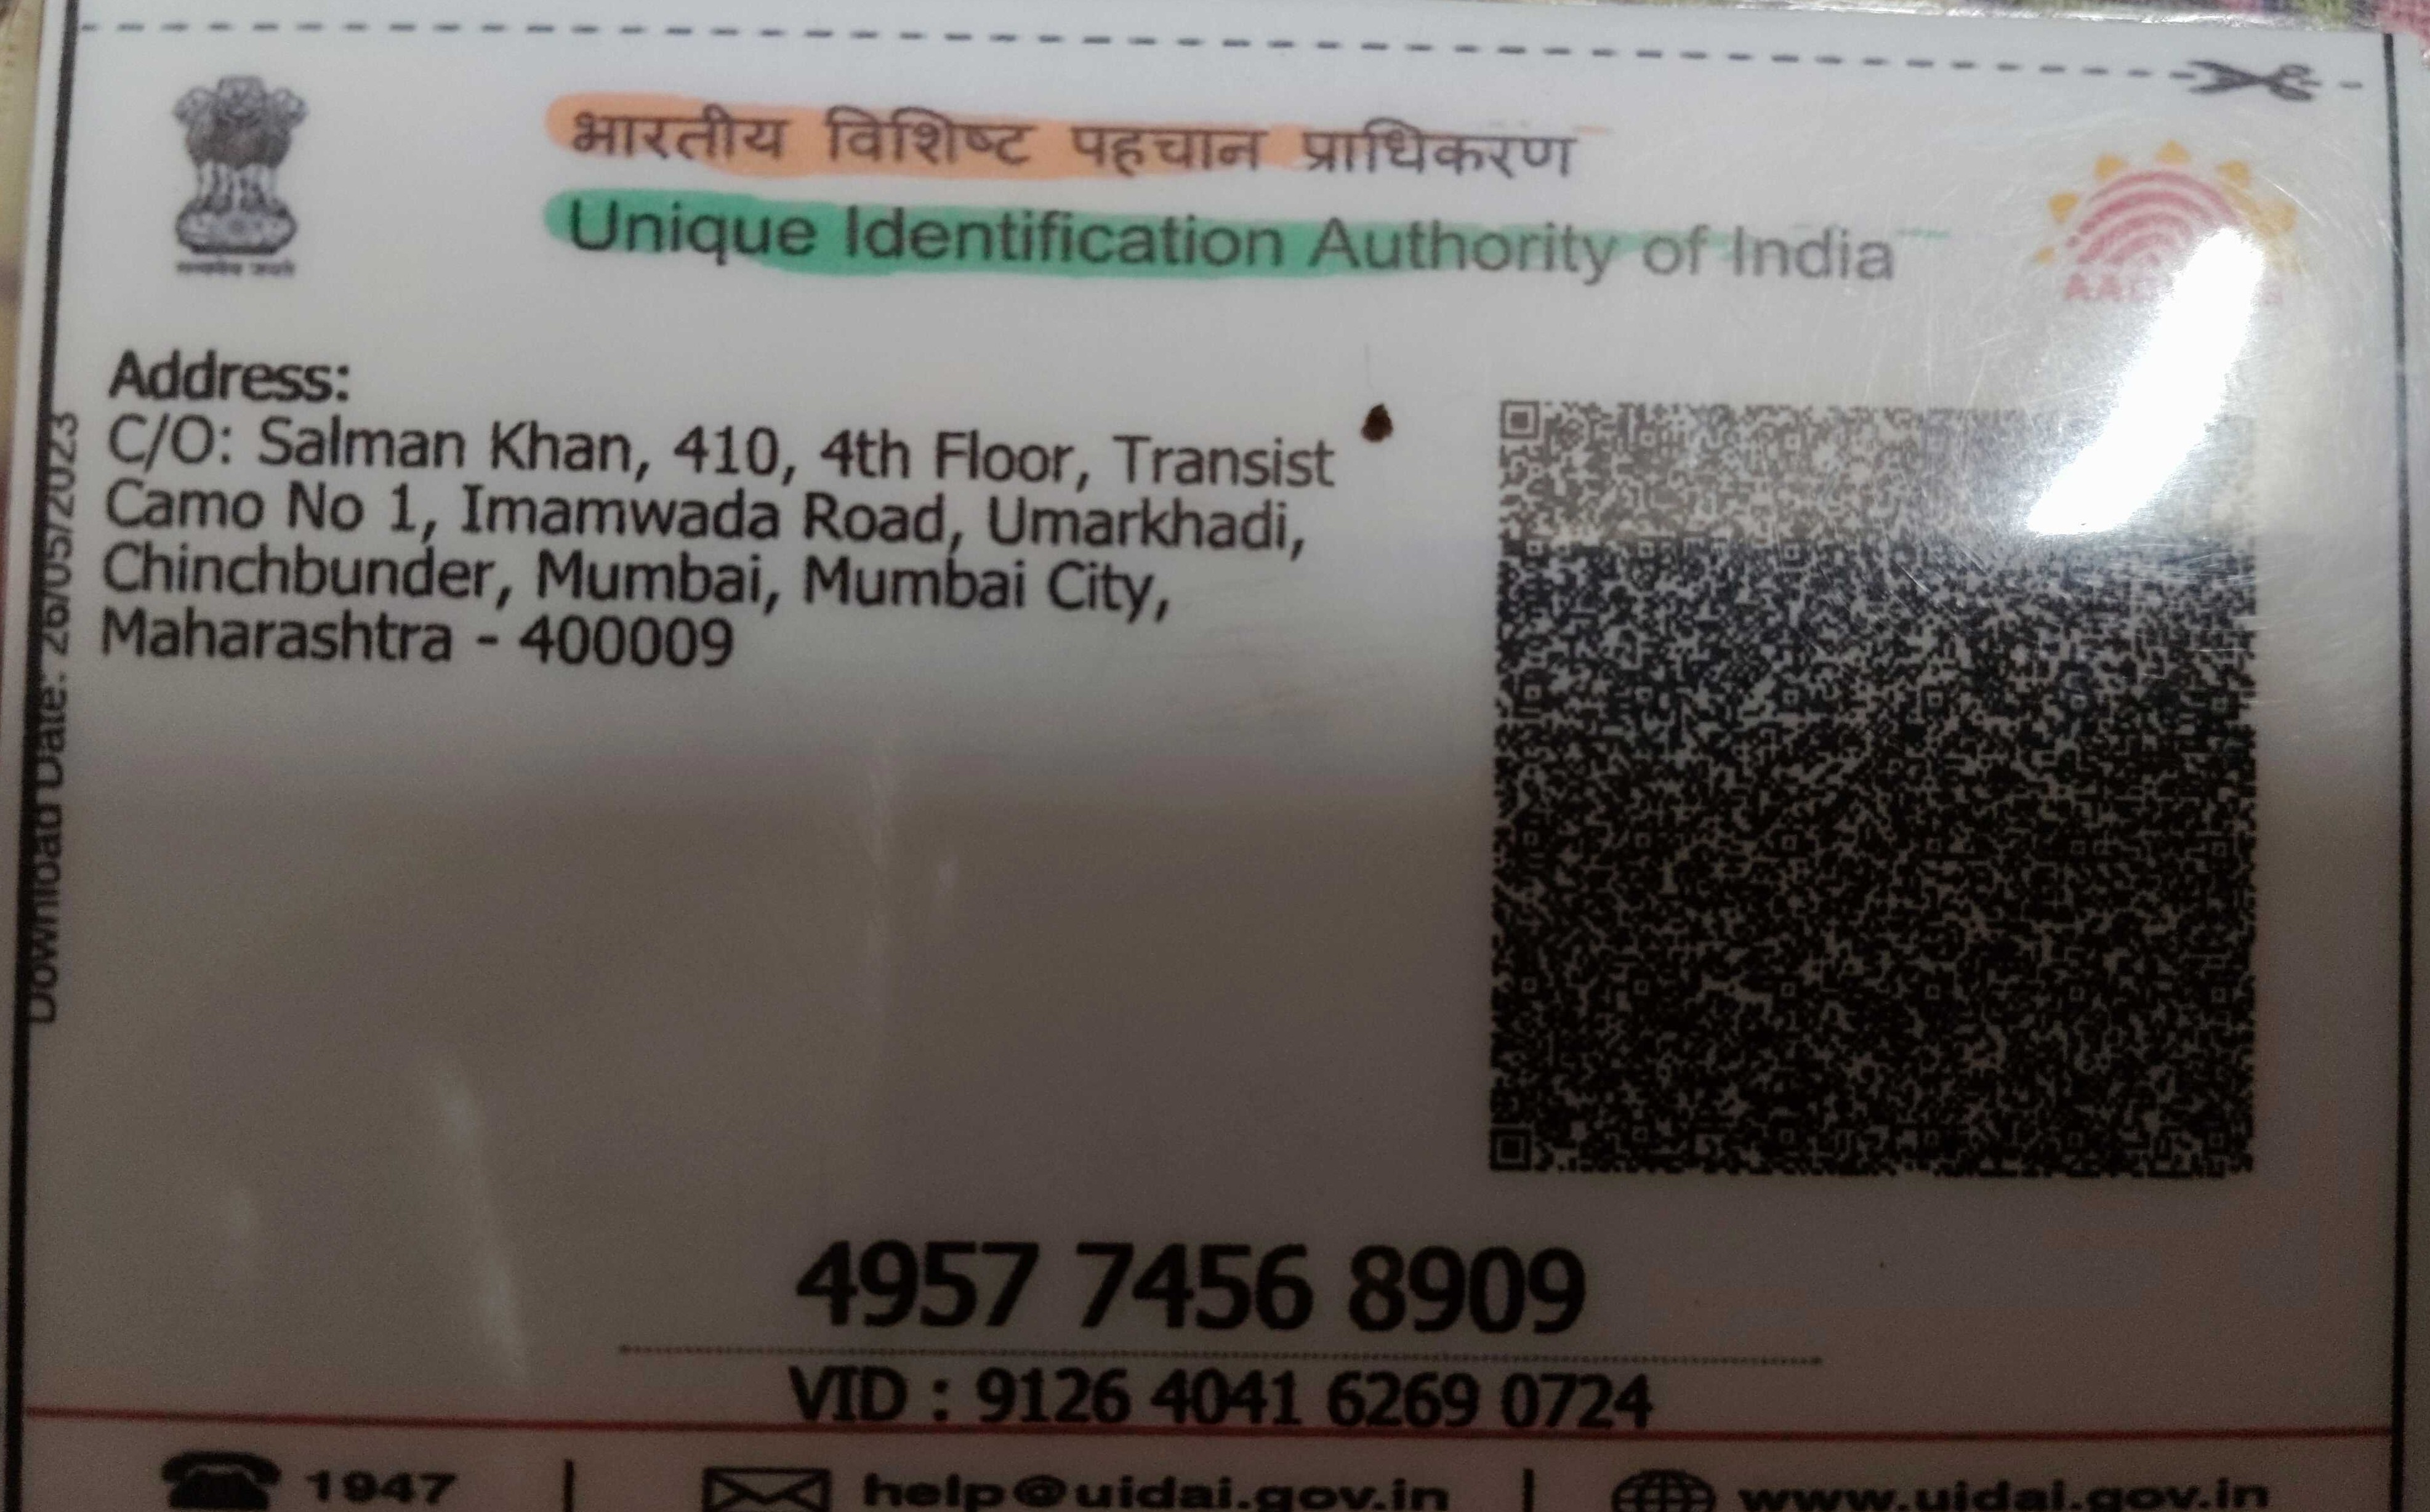 भारतीय विशिष्ट पहचान प्राधिकरण
Unique Identification Authority of India
Address:
C/O: Salman Khan, 410, 4th Floor, Transist
Camo No 1, Imamwada Road, Umarkhadi,
Chinchbunder, Mumbai, Mumbai City,
Maharashtra - 400009
Download Date: 26/05/2023
4957 7456 8909
VID : 9126 4041 6269 0724
1947 | help@uidai.gov.in | www.uidai.gov.in